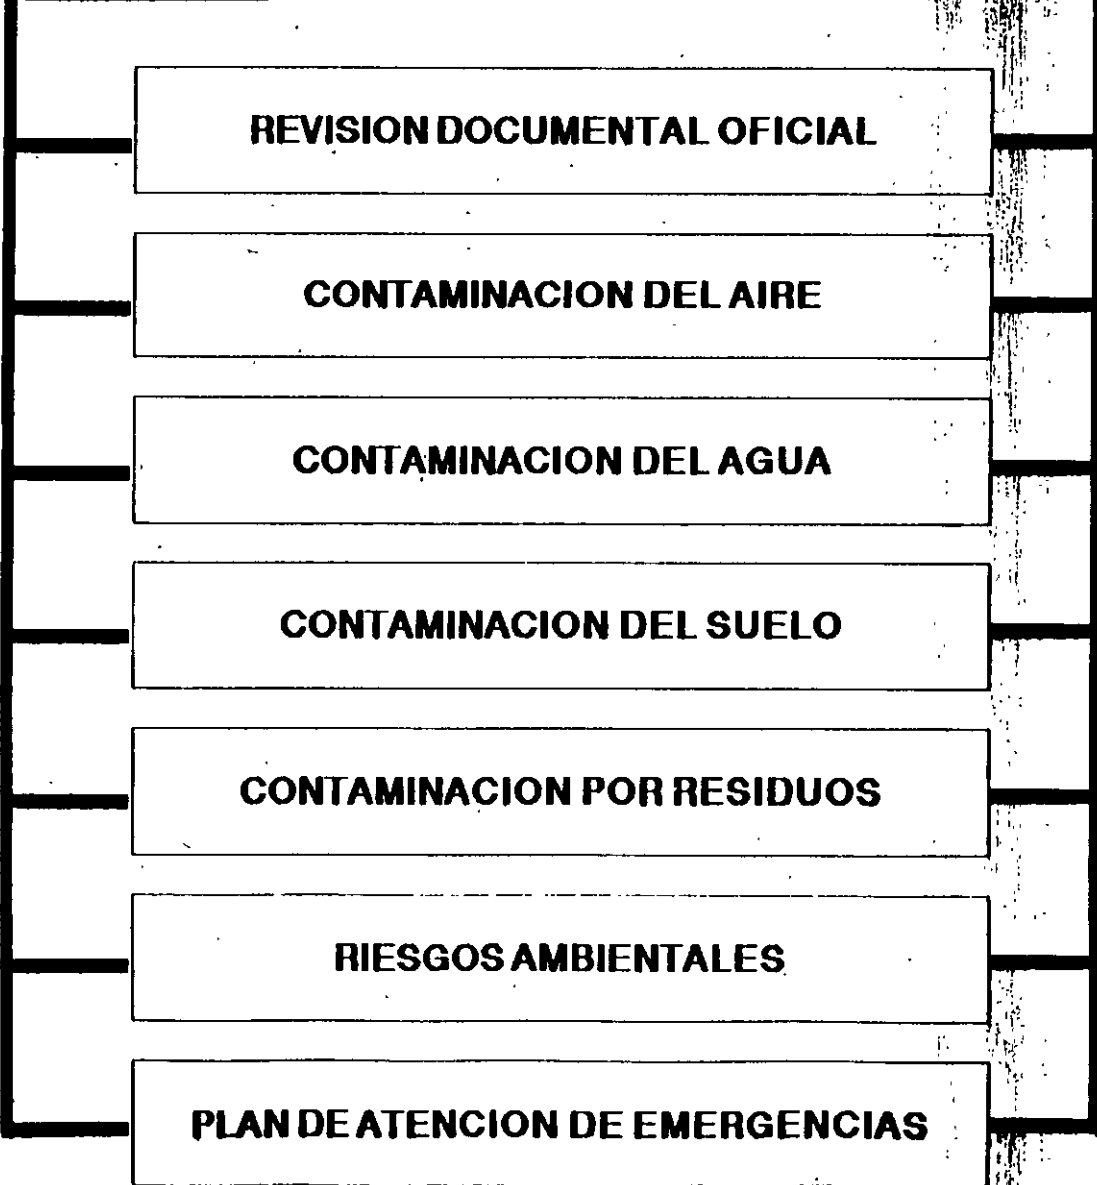 REVISION DOCUMENTAL OFICIAL
CONTAMINACION DEL AIRE
CONTAMINACION DEL AGUA
CONTAMINACION DEL SUELO
CONTAMINACION POR RESIDUOS
RIESGOS AMBIENTALES
PLAN DE ATENCION DE EMERGENCIAS